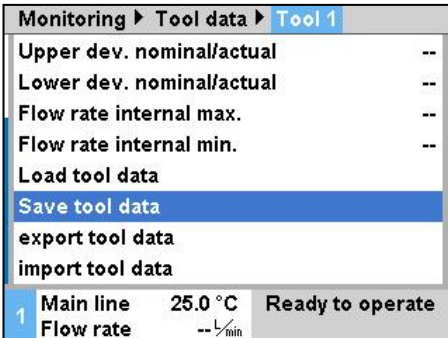 Monitoring ▶ Tool data ▶ Tool 1
Upper dev. nominal/actual --
Lower dev. nominal/actual --
Flow rate internal max. --
Flow rate internal min. --
Load tool data
Save tool data
export tool data
import tool data
1 Main line 25.0 °C Ready to operate
Flow rate -- L/min